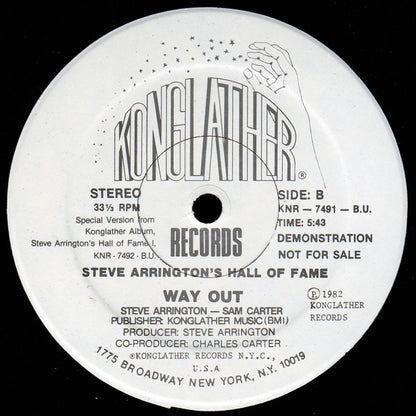 KONGLATHER
®
STEREO
33⅓ RPM
Special Version from
Konglather Album,
Steve Arrington's Hall of Fame I.
KNR - 7492 - B.U.
RECORDS
SIDE: B
KNR — 7491 — B.U.
TIME: 5:43
DEMONSTRATION
NOT FOR SALE
STEVE ARRINGTON'S HALL OF FAME
WAY OUT
STEVE ARRINGTON — SAM CARTER
PUBLISHER: KONGLATHER MUSIC (BMI)
PRODUCER: STEVE ARRINGTON
CO-PRODUCER: CHARLES CARTER
℗ 1982
KONGLATHER
RECORDS
®KONGLATHER RECORDS N.Y.C.,
U.S.A
1775 BROADWAY NEW YORK, N.Y. 10019